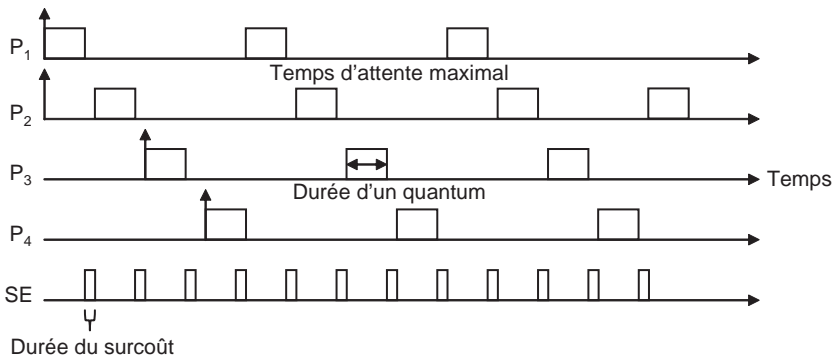 P1
Temps d'attente maximal
P2
P3
Durée d'un quantum
Temps
P4
SE
Durée du surcoût